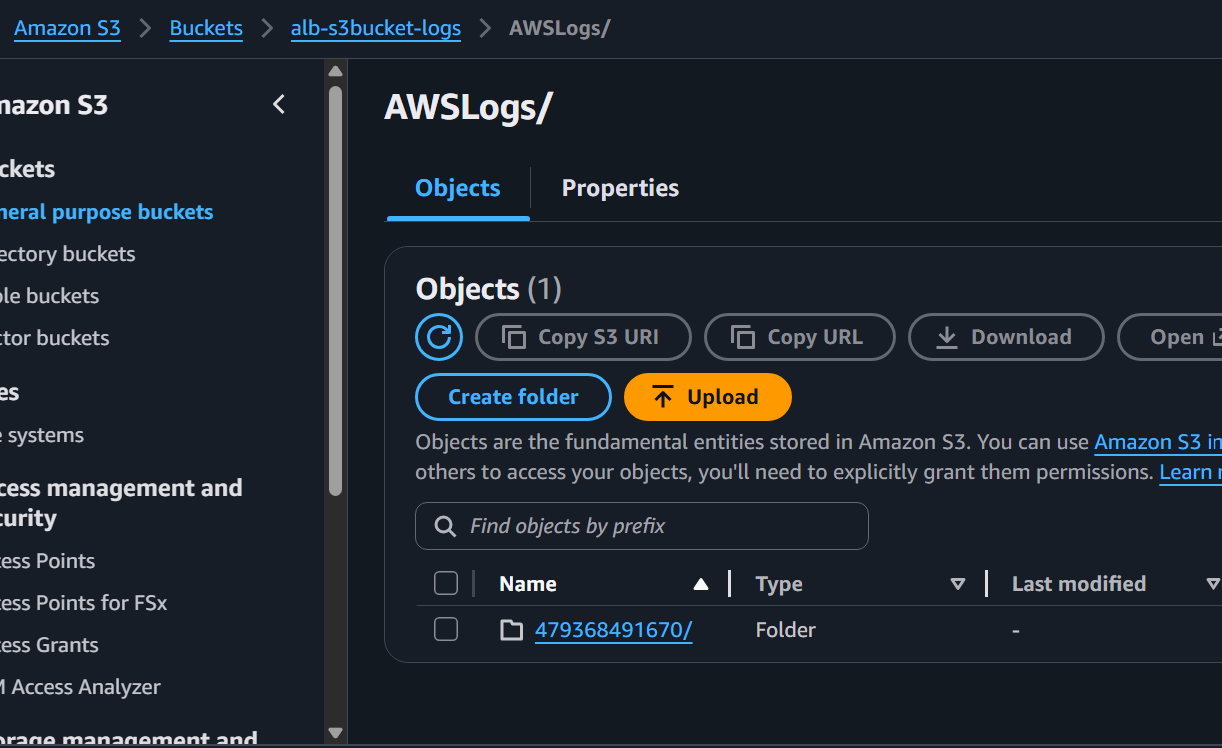 Amazon S3 > Buckets > alb-s3bucket-logs > AWSLogs/
mazon S3
ckets
neral purpose buckets
ectory buckets
ble buckets
ctor buckets
es
e systems
cess management and
curity
cess Points
cess Points for FSx
cess Grants
M Access Analyzer
orage management and
AWSLogs/
Objects
Properties
Objects (1)
Copy S3 URI
Copy URL
Download
Open
Create folder
Upload
Objects are the fundamental entities stored in Amazon S3. You can use Amazon S3 in
others to access your objects, you'll need to explicitly grant them permissions. Learn
Find objects by prefix
Name
Type
Last modified
479368491670/
Folder
-